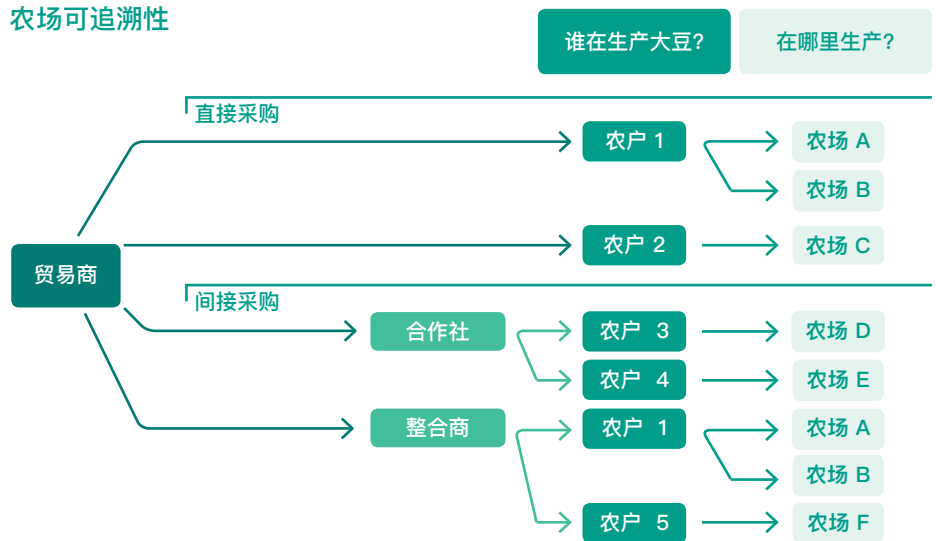 农场可追溯性
谁在生产大豆?
在哪里生产?
直接采购
农户 1
农场 A
农场 B
农户 2
农场 C
贸易商
间接采购
合作社
农户 3
农场 D
农户 4
农场 E
整合商
农户 1
农场 A
农场 B
农户 5
农场 F